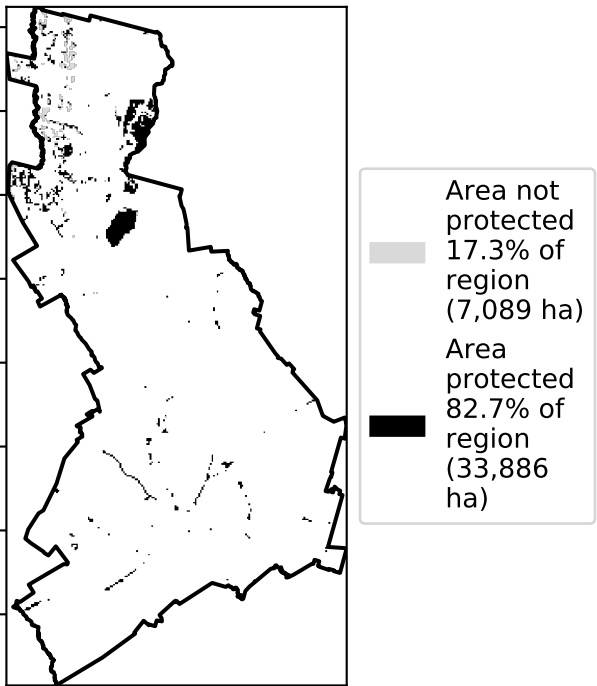 Area not
protected
17.3% of
region
(7,089 ha)
Area
protected
82.7% of
region
(33,886
ha)